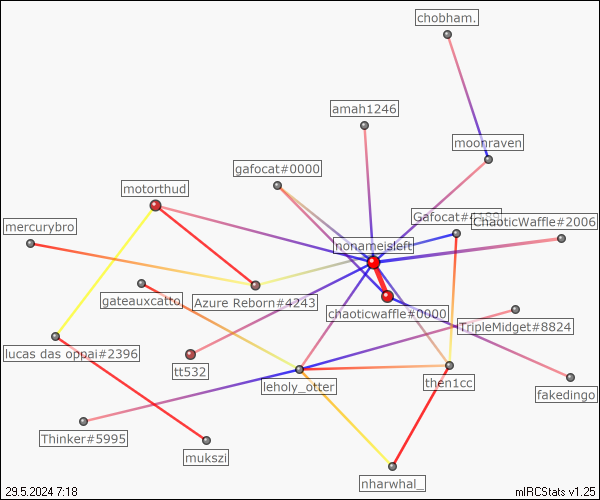 chobham.
amah1246
moonraven
gafocat#0000
motorthud
Gafocat#
ChaoticWaffle#2006
mercurybro
nonameisleft
gateauxcatto
Azure Reborn#4243
chaoticwaffle#0000
TripleMidget#8824
lucas das oppai#2396
tt532
leholy_otter
then1cc
fakedingo
Thinker#5995
mukszi
nharwhal_
29.5.2024 7:18
mIRCStats v1.25